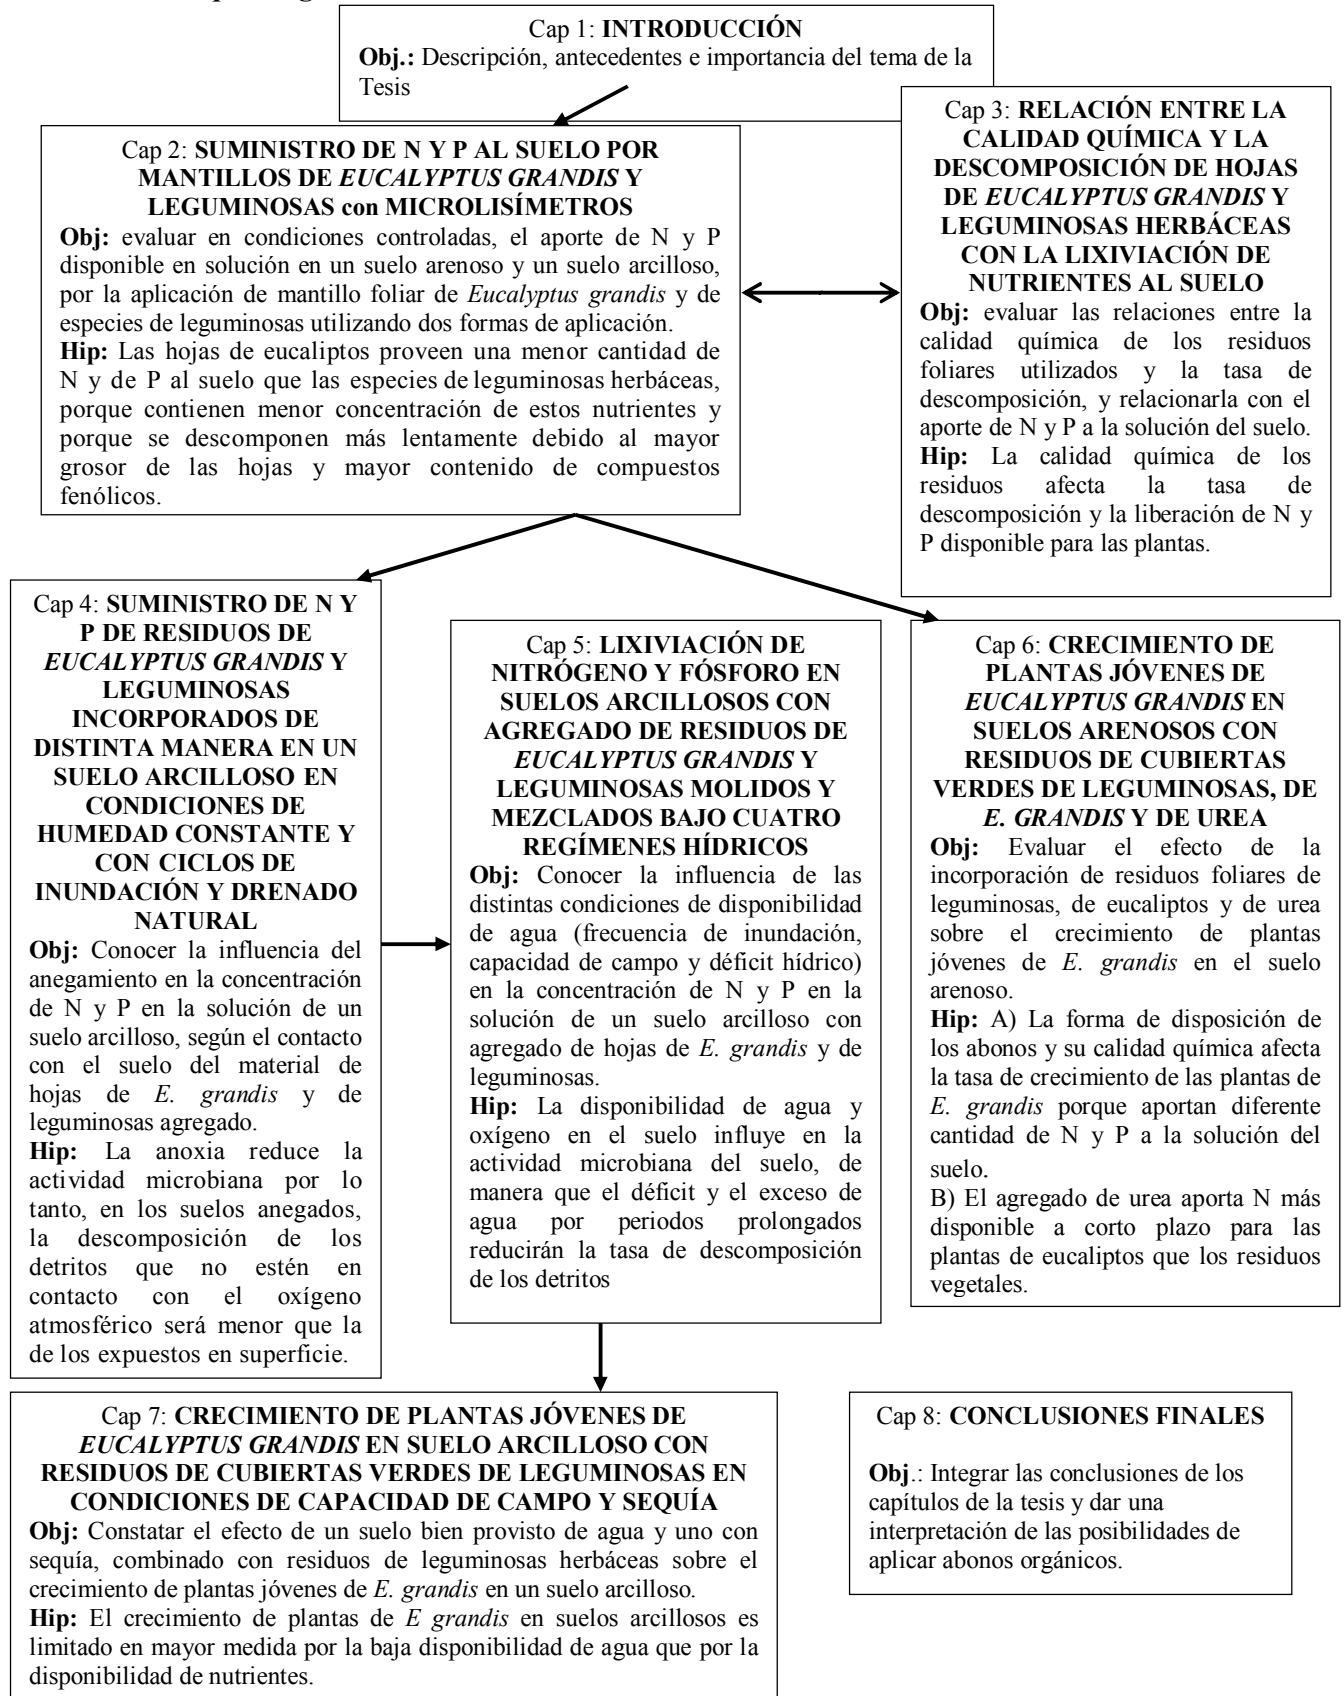 Cap 1: INTRODUCCIÓN
Obj.: Descripción, antecedentes e importancia del tema de la
Tesis
Cap 2: SUMINISTRO DE N Y P AL SUELO POR
MANTILLOS DE EUCALYPTUS GRANDIS Y
LEGUMINOSAS con MICROLISÍMETROS
Obj: evaluar en condiciones controladas, el aporte de N y P
disponible en solución en un suelo arenoso y un suelo arcilloso,
por la aplicación de mantillo foliar de Eucalyptus grandis y de
especies de leguminosas utilizando dos formas de aplicación.
Hip: Las hojas de eucaliptos proveen una menor cantidad de
N y de P al suelo que las especies de leguminosas herbáceas,
porque contienen menor concentración de estos nutrientes y
porque se descomponen más lentamente debido al mayor
grosor de las hojas y mayor contenido de compuestos
fenólicos.
Cap 3: RELACIÓN ENTRE LA
CALIDAD QUÍMICA Y LA
DESCOMPOSICIÓN DE HOJAS
DE EUCALYPTUS GRANDIS Y
LEGUMINOSAS HERBÁCEAS
CON LA LIXIVIACIÓN DE
NUTRIENTES AL SUELO
Obj: evaluar las relaciones entre la
calidad química de los residuos
foliares utilizados y la tasa de
descomposición, y relacionarla con el
aporte de N y P a la solución del suelo.
Hip: La calidad química de los
residuos afecta la tasa de
descomposición y la liberación de N y
P disponible para las plantas.
Cap 4: SUMINISTRO DE N Y
P DE RESIDUOS DE
EUCALYPTUS GRANDIS Y
LEGUMINOSAS
INCORPORADOS DE
DISTINTA MANERA EN UN
SUELO ARCILLOSO EN
CONDICIONES DE
HUMEDAD CONSTANTE Y
CON CICLOS DE
INUNDACIÓN Y DRENADO
NATURAL
Obj: Conocer la influencia del
anegamiento en la concentración
de N y P en la solución de un
suelo arcilloso, según el contacto
con el suelo del material de
hojas de E. grandis y de
leguminosas agregado.
Hip: La anoxia reduce la
actividad microbiana por lo
tanto, en los suelos anegados,
la descomposición de los
detritos que no estén en
contacto con el oxígeno
atmosférico será menor que la
de los expuestos en superficie.
Cap 5: LIXIVIACIÓN DE
NITRÓGENO Y FÓSFORO EN
SUELOS ARCILLOSOS CON
AGREGADO DE RESIDUOS DE
EUCALYPTUS GRANDIS Y
LEGUMINOSAS MOLIDOS Y
MEZCLADOS BAJO CUATRO
REGÍMENES HÍDRICOS
Obj: Conocer la influencia de las
distintas condiciones de disponibilidad
de agua (frecuencia de inundación,
capacidad de campo y déficit hídrico)
en la concentración de N y P en la
solución de un suelo arcilloso con
agregado de hojas de E. grandis y de
leguminosas.
Hip: La disponibilidad de agua y
oxígeno en el suelo influye en la
actividad microbiana del suelo, de
manera que el déficit y el exceso de
agua por periodos prolongados
reducirán la tasa de descomposición
de los detritos
Cap 6: CRECIMIENTO DE
PLANTAS JÓVENES DE
EUCALYPTUS GRANDIS EN
SUELOS ARENOSOS CON
RESIDUOS DE CUBIERTAS
VERDES DE LEGUMINOSAS, DE
E. GRANDIS Y DE UREA
Obj: Evaluar el efecto de la
incorporación de residuos foliares de
leguminosas, de eucaliptos y de urea
sobre el crecimiento de plantas
jóvenes de E. grandis en el suelo
arenoso.
Hip: A) La forma de disposición de
los abonos y su calidad química afecta
la tasa de crecimiento de las plantas de
E. grandis porque aportan diferente
cantidad de N y P a la solución del
suelo.
B) El agregado de urea aporta N más
disponible a corto plazo para las
plantas de eucaliptos que los residuos
vegetales.
Cap 7: CRECIMIENTO DE PLANTAS JÓVENES DE
EUCALYPTUS GRANDIS EN SUELO ARCILLOSO CON
RESIDUOS DE CUBIERTAS VERDES DE LEGUMINOSAS EN
CONDICIONES DE CAPACIDAD DE CAMPO Y SEQUÍA
Obj: Constatar el efecto de un suelo bien provisto de agua y uno con
sequía, combinado con residuos de leguminosas herbáceas sobre el
crecimiento de plantas jóvenes de E. grandis en un suelo arcilloso.
Hip: El crecimiento de plantas de E grandis en suelos arcillosos es
limitado en mayor medida por la baja disponibilidad de agua que por la
disponibilidad de nutrientes.
Cap 8: CONCLUSIONES FINALES
Obj.: Integrar las conclusiones de los
capítulos de la tesis y dar una
interpretación de las posibilidades de
aplicar abonos orgánicos.